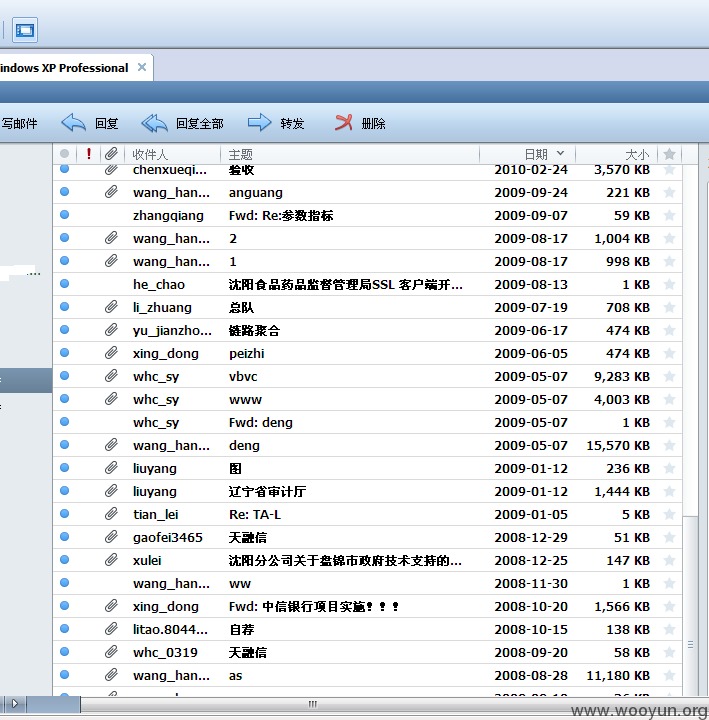 indows XP Professional
写邮件 回复 回复全部 转发 删除
! 收件人 主题 日期 大小
chenxueqi... 验收 2010-02-24 3,570 KB
wang_han... anguang 2009-09-24 221 KB
zhangqiang Fwd: Re:参数指标 2009-09-07 59 KB
wang_han... 2 2009-08-17 1,004 KB
wang_han... 1 2009-08-17 998 KB
he_chao 沈阳食品药品监督管理局SSL 客户端开... 2009-08-13 1 KB
li_zhuang 总队 2009-07-19 708 KB
yu_jianzho... 链路聚合 2009-06-17 474 KB
xing_dong peizhi 2009-06-05 474 KB
whc_sy vbvc 2009-05-07 9,283 KB
whc_sy www 2009-05-07 4,003 KB
whc_sy Fwd: deng 2009-05-07 1 KB
wang_han... deng 2009-05-07 15,570 KB
liuyang 图 2009-01-12 236 KB
liuyang 辽宁省审计厅 2009-01-12 1,444 KB
tian_lei Re: TA-L 2009-01-05 5 KB
gaofei3465 天融信 2008-12-29 51 KB
xulei 沈阳分公司关于盘锦市政府技术支持的... 2008-12-25 147 KB
wang_han... ww 2008-11-30 1 KB
xing_dong Fwd: 中信银行项目实施！！！ 2008-10-20 1,566 KB
litao.8044... 自荐 2008-10-15 138 KB
whc_0319 天融信 2008-09-20 58 KB
wang_han... as 2008-08-28 11,180 KB
www.wooyun.org